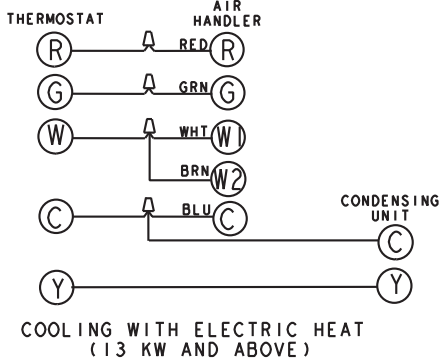 THERMOSTAT
AIR HANDLER
R RED R
G GRN G
W WHT W1
BRN W2
C BLU C
CONDENSING UNIT
C
Y Y
COOLING WITH ELECTRIC HEAT
(13 KW AND ABOVE)